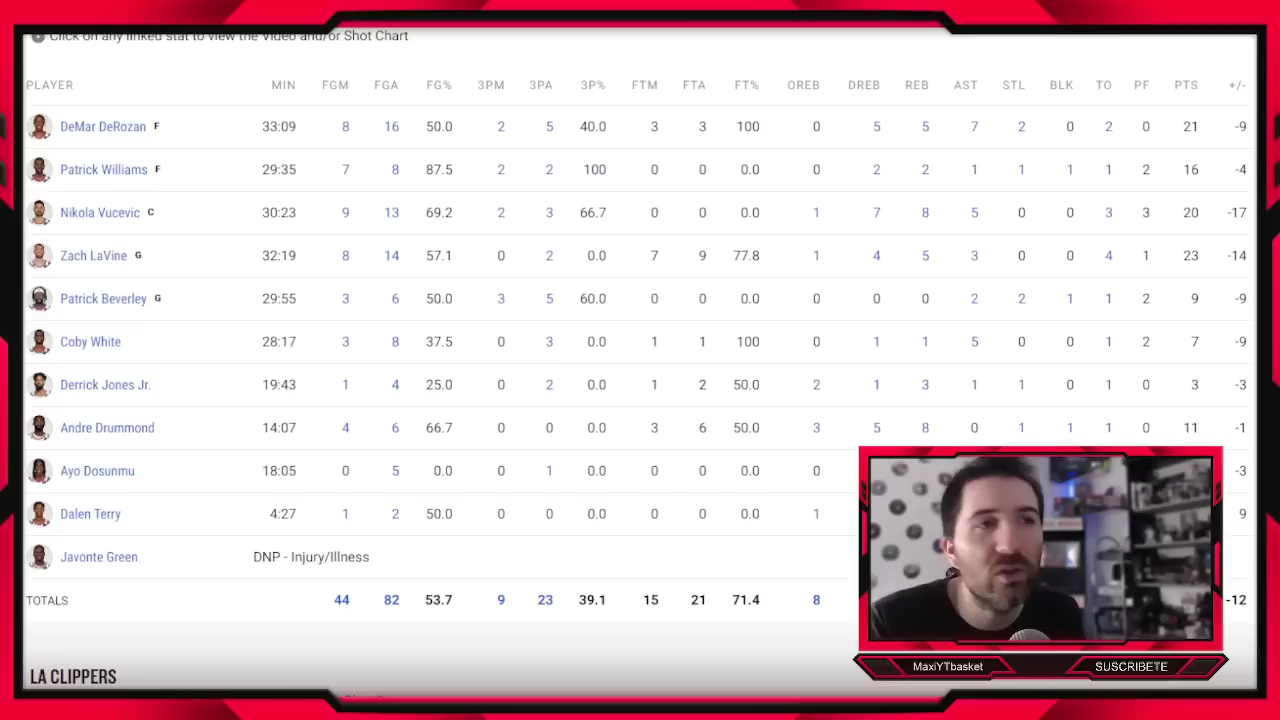 Click on any linked stat to view the Video and/or Shot Chart
PLAYER MIN FGM FGA FG% 3PM 3PA 3P% FTM FTA FT% OREB DREB REB AST STL BLK TO PF PTS +/-
DeMar DeRozan F 33:09 8 16 50.0 2 5 40.0 3 3 100 0 5 5 7 2 0 2 0 21 -9
Patrick Williams F 29:35 7 8 87.5 2 2 100 0 0 0.0 0 2 2 1 1 1 1 2 16 -4
Nikola Vucevic C 30:23 9 13 69.2 2 3 66.7 0 0 0.0 1 7 8 5 0 0 3 3 20 -17
Zach LaVine G 32:19 8 14 57.1 0 2 0.0 7 9 77.8 1 4 5 3 0 0 4 1 23 -14
Patrick Beverley G 29:55 3 6 50.0 3 5 60.0 0 0 0.0 0 0 0 2 2 1 1 2 9 -9
Coby White 28:17 3 8 37.5 0 3 0.0 1 1 100 0 1 1 5 0 0 1 2 7 -9
Derrick Jones Jr. 19:43 1 4 25.0 0 2 0.0 1 2 50.0 2 1 3 1 1 0 1 0 3 -3
Andre Drummond 14:07 4 6 66.7 0 0 0.0 3 6 50.0 3 5 8 0 1 1 1 0 11 -1
Ayo Dosunmu 18:05 0 5 0.0 0 1 0.0 0 0 0.0 0 -3
Dalen Terry 4:27 1 2 50.0 0 0 0.0 0 0 0.0 1 9
Javonte Green DNP - Injury/Illness
TOTALS 44 82 53.7 9 23 39.1 15 21 71.4 8 -12
LA CLIPPERS
MaxiYTbasket
SUSCRIBETE